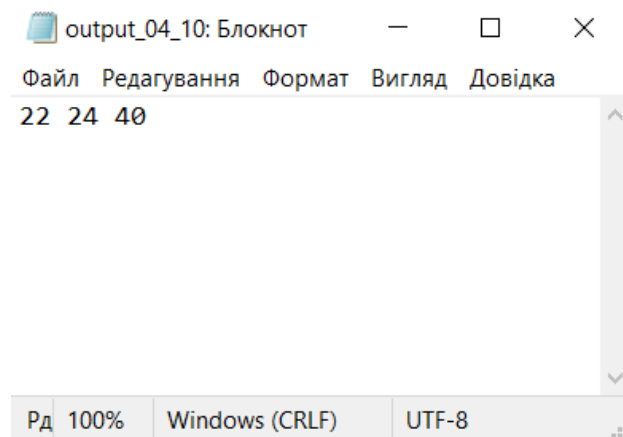 output_04_10: Блокнот
Файл Редагування Формат Вигляд Довідка
22 24 40
Рд 100% Windows (CRLF) UTF-8